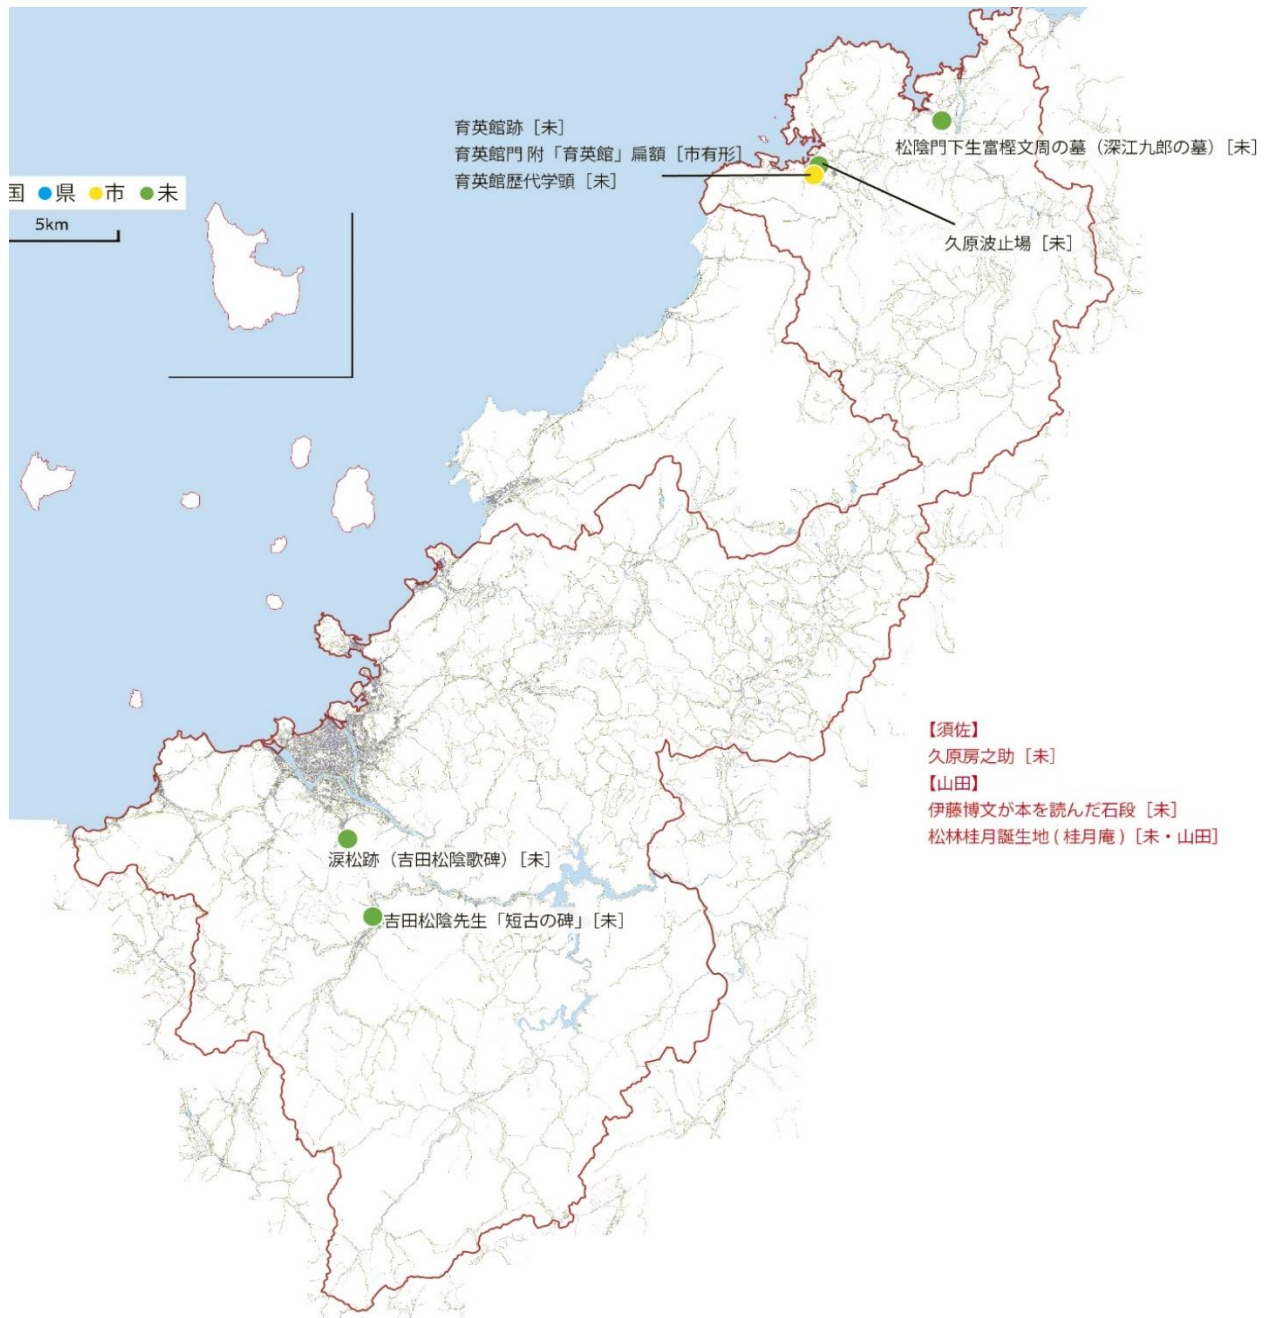 育英館跡［未］
育英館門 附「育英館」扁額［市有形］
育英館歴代学頭［未］
松陰門下生富樫文周の墓（深江九郎の墓）［未］
国 県 市 未
5km
久原波止場［未］
【須佐】
久原房之助［未］
【山田】
伊藤博文が本を読んだ石段［未］
松林桂月誕生地 ( 桂月庵 )［未・山田］
涙松跡（吉田松陰歌碑）［未］
吉田松陰先生「短古の碑」［未］